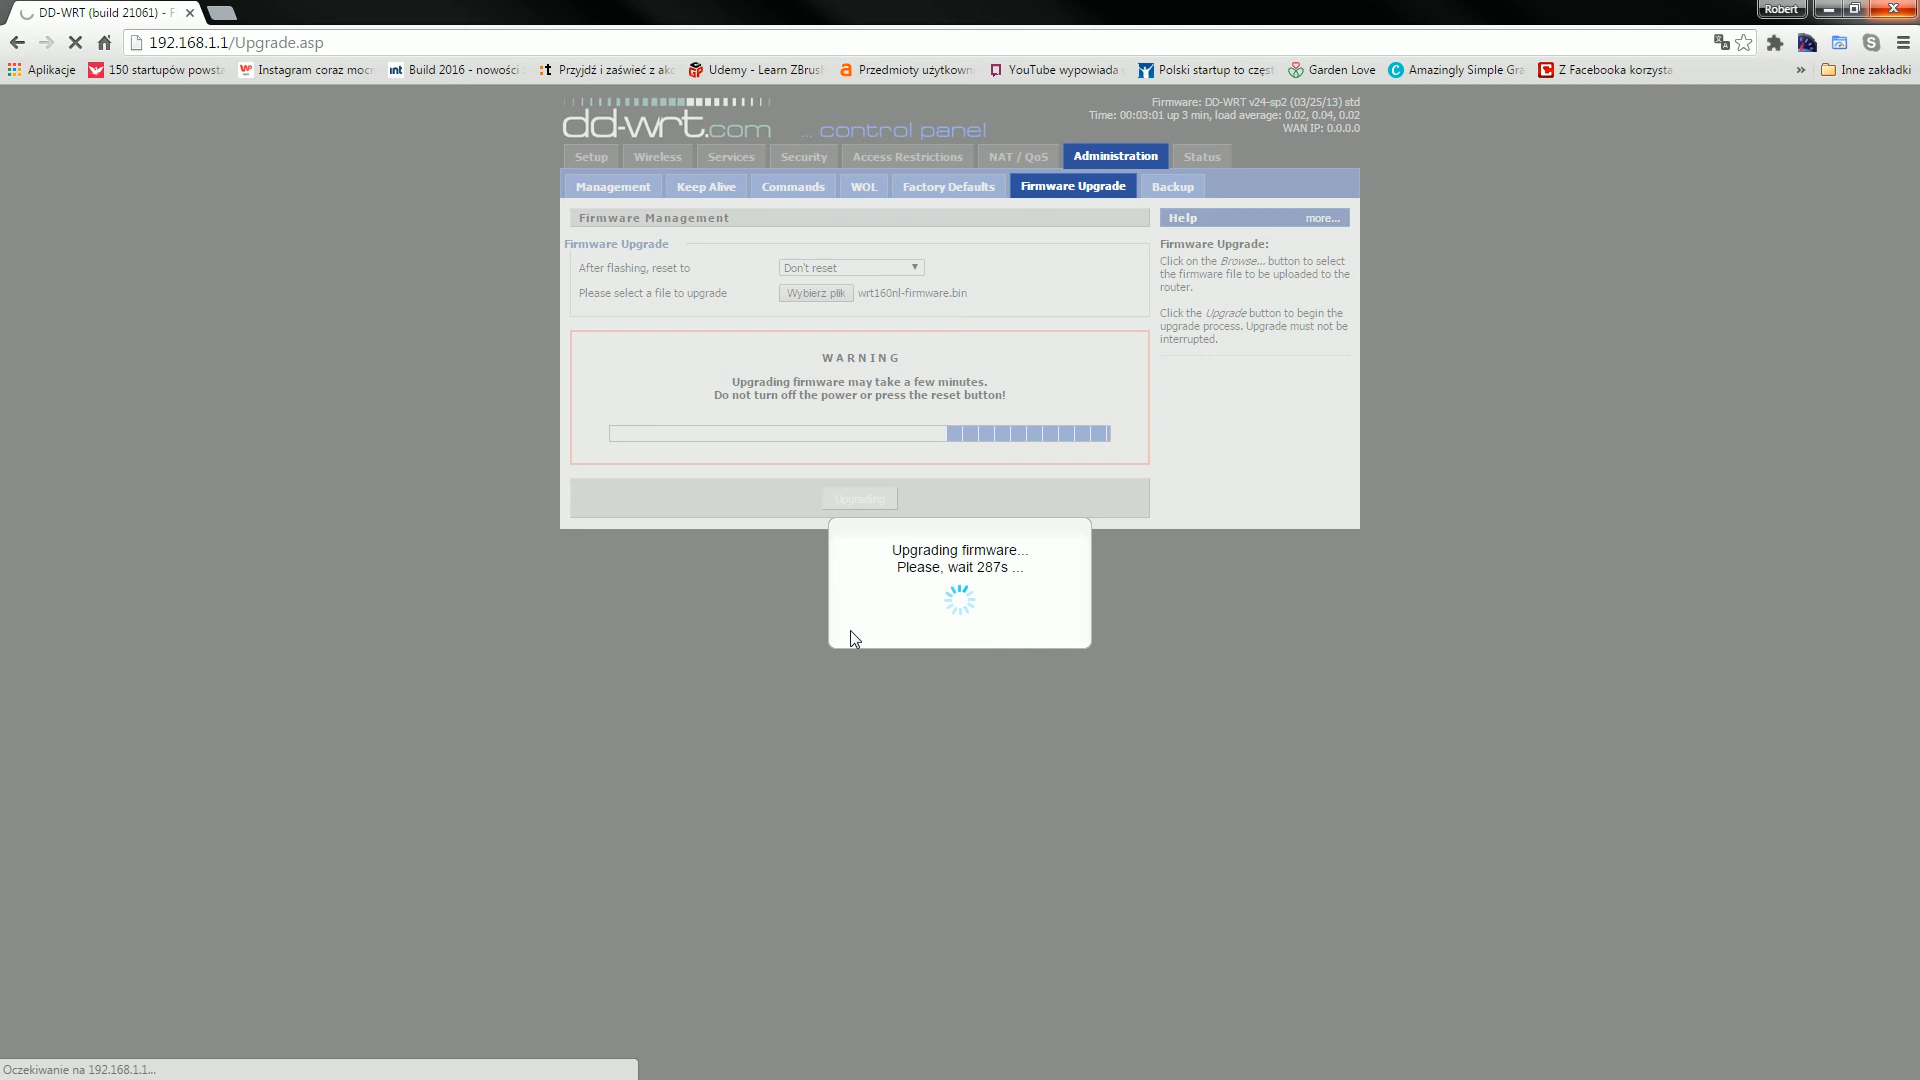 DD-WRT (build 21061) - F
Robert
192.168.1.1/Upgrade.asp
Aplikacje
150 startupów powsta
Instagram coraz mocn
Build 2016 - nowości
Przyjdź i zaświeć z ak
Udemy - Learn ZBrush
Przedmioty użytkown
YouTube wypowiada
Polski startup to częst
Garden Love
Amazingly Simple Gra
Z Facebooka korzysta
Inne zakładki
dd-wrt.com
... control panel
Firmware: DD-WRT v24-sp2 (03/25/13) std
Time: 00:03:01 up 3 min, load average: 0.02, 0.04, 0.02
WAN IP: 0.0.0.0
Setup
Wireless
Services
Security
Access Restrictions
NAT / QoS
Administration
Status
Management
Keep Alive
Commands
WOL
Factory Defaults
Firmware Upgrade
Backup
Firmware Management
Firmware Upgrade
After flashing, reset to
Don't reset
Please select a file to upgrade
Wybierz plik
wrt160nl-firmware.bin
WARNING
Upgrading firmware may take a few minutes.
Do not turn off the power or press the reset button!
Upgrading
Help
more...
Firmware Upgrade:
Click on the Browse... button to select
the firmware file to be uploaded to the
router.
Click the Upgrade button to begin the
upgrade process. Upgrade must not be
interrupted.
Upgrading firmware...
Please, wait 287s ...
Oczekiwanie na 192.168.1.1...